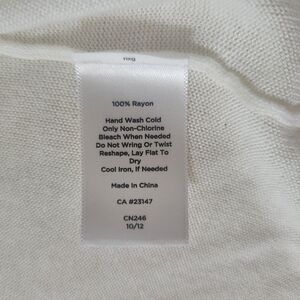 100% Rayon
Hand Wash Cold
Only Non-Chlorine
Bleach When Needed
Do Not Wring Or Twist
Reshape, Lay Flat To
Dry
Cool Iron, If Needed
Made In China
CA #23147
CN246
10/12